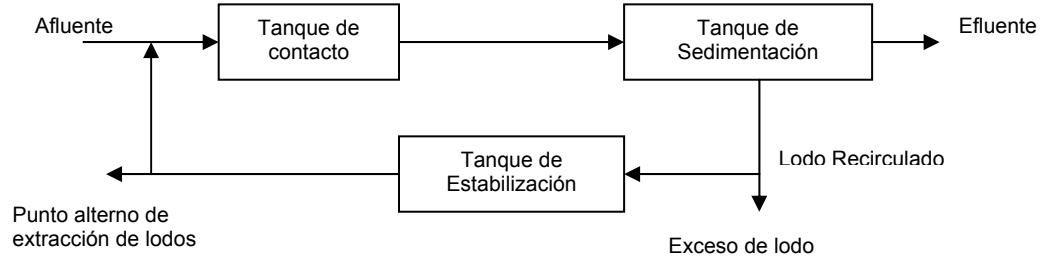 Afluente
Tanque de
contacto
Tanque de
Sedimentación
Efluente
Lodo Recirculado
Tanque de
Estabilización
Punto alterno de
extracción de lodos
Exceso de lodo